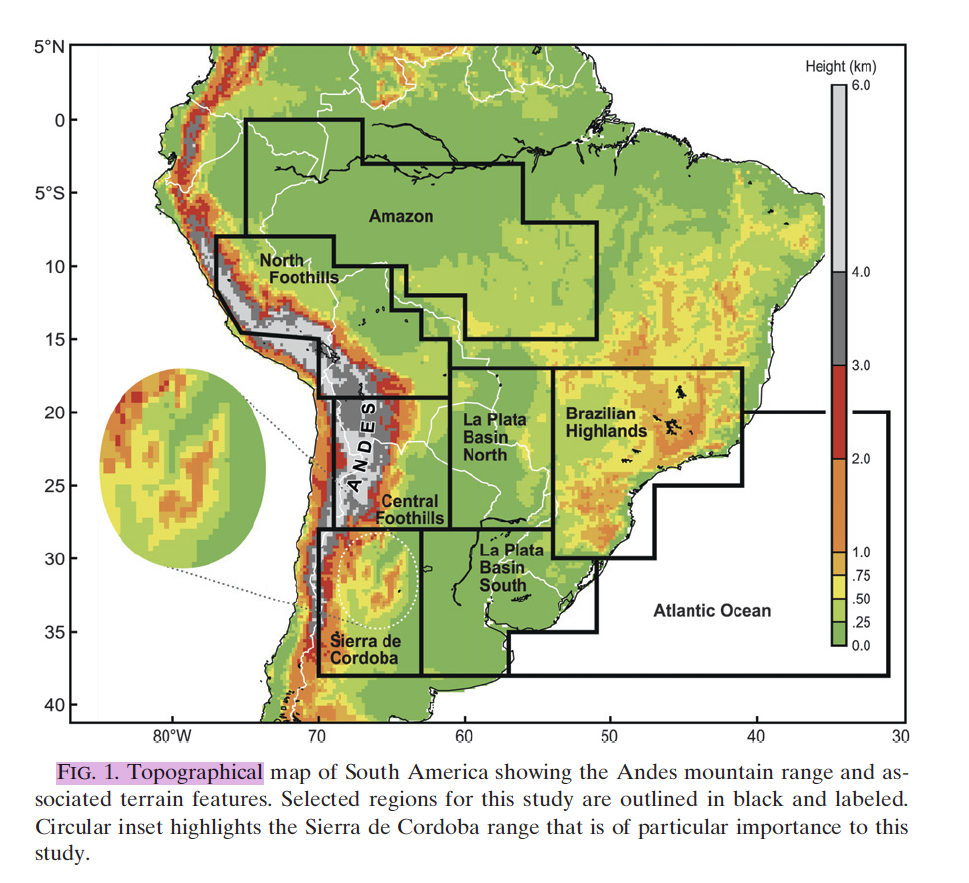 5°N
Height (km)
6.0
0
5°S
Amazon
North
Foothills
10
4.0
15
3.0
20
ANDES
La Plata
Basin
North
Brazilian
Highlands
2.0
25
Central
Foothills
1.0
30
La Plata
Basin
South
.75
.50
Atlantic Ocean
.25
35
Sierra de
Cordoba
0.0
40
80°W
70
60
50
40
30
FIG. 1. Topographical map of South America showing the Andes mountain range and as-
sociated terrain features. Selected regions for this study are outlined in black and labeled.
Circular inset highlights the Sierra de Cordoba range that is of particular importance to this
study.